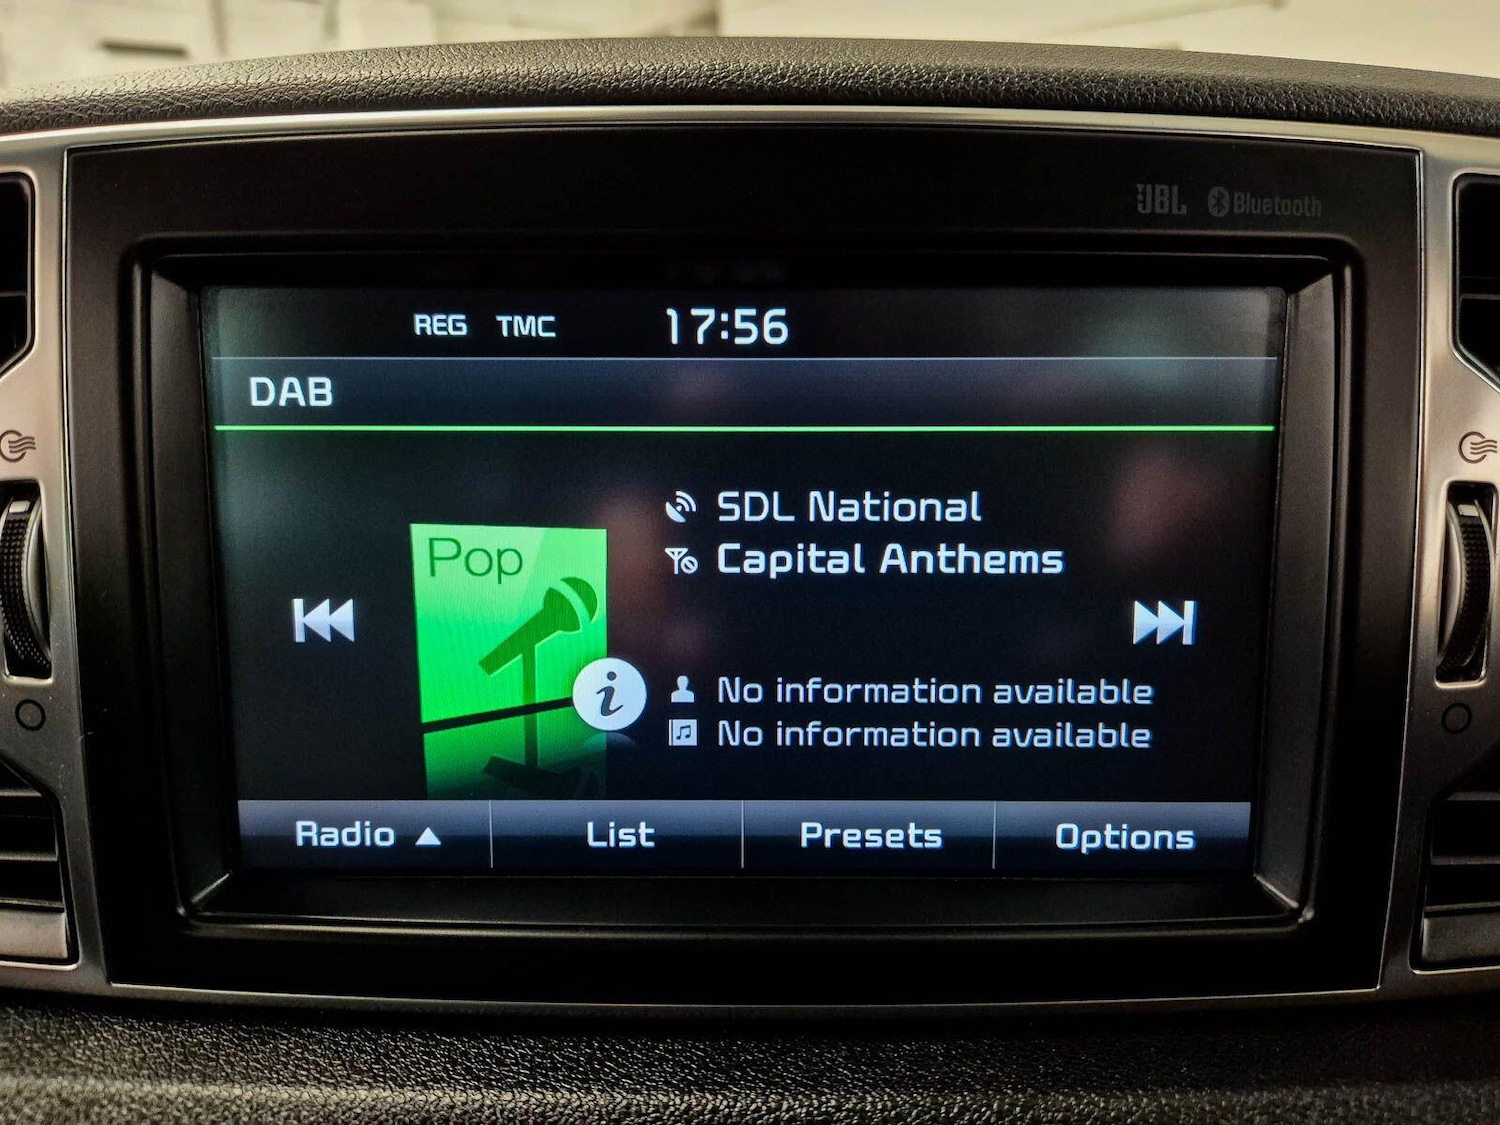 JBL Bluetooth
REG TMC 17:56
DAB
SDL National
Capital Anthems
Pop
No information available
No information available
Radio List Presets Options